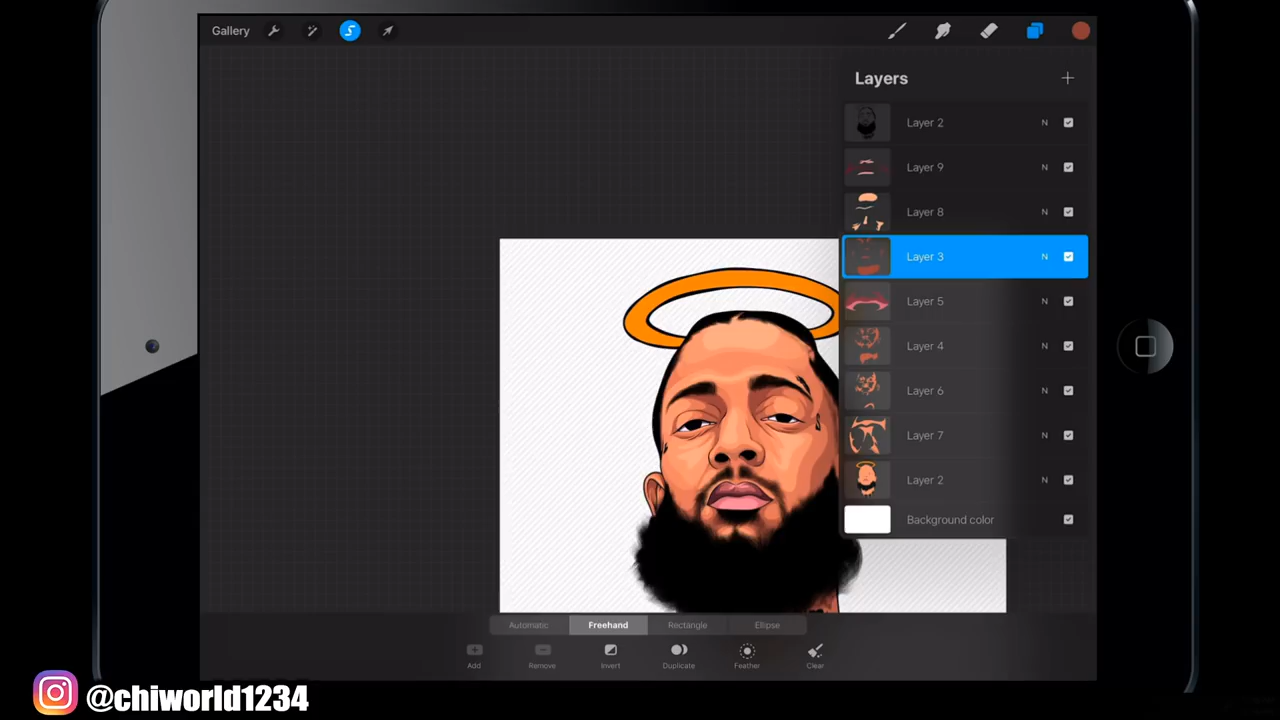 Gallery
Layers
Layer 2 N
Layer 9 N
Layer 8 N
Layer 3 N
Layer 5 N
Layer 4 N
Layer 6 N
Layer 7 N
Layer 2 N
Background color
Automatic Freehand Rectangle Ellipse
Add Remove Invert Duplicate Feather Clear
@chiworld1234